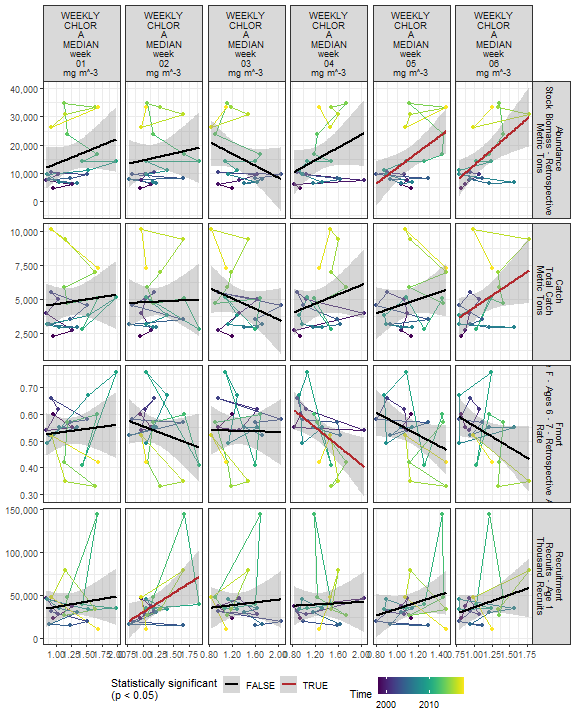 WEEKLY CHLOR A MEDIAN week 01 mg m^-3
WEEKLY CHLOR A MEDIAN week 02 mg m^-3
WEEKLY CHLOR A MEDIAN week 03 mg m^-3
WEEKLY CHLOR A MEDIAN week 04 mg m^-3
WEEKLY CHLOR A MEDIAN week 05 mg m^-3
WEEKLY CHLOR A MEDIAN week 06 mg m^-3
40,000
30,000
20,000
10,000
0
Abundance
Stock Biomass - Retrospective
Metric Tons
10,000
7,500
5,000
2,500
Catch
Total Catch
Metric Tons
0.70
0.60
0.50
0.40
0.30
Fmort
F - Ages 6 - 7 - Retrospective
Rate
150,000
100,000
50,000
0
Recruitment
Recruits - Age 1
Thousand Recruits
1.00 1.25 1.50 1.75 2.00
0.75 1.00 1.25 1.50 1.75
0.80 1.20 1.60 2.00
0.80 1.20 1.60 2.00
0.80 1.00 1.20 1.40
0.75 1.00 1.25 1.50 1.75
Statistically significant
(p < 0.05)
FALSE TRUE
Time
2000 2010